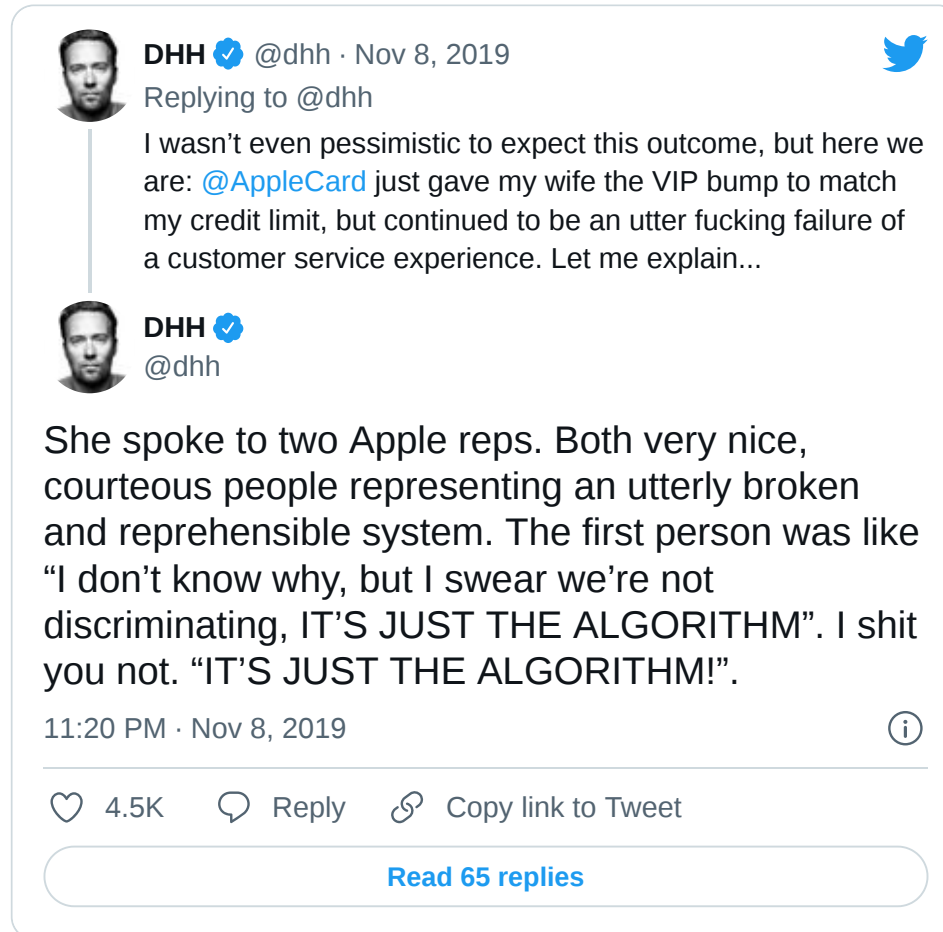 DHH @dhh · Nov 8, 2019
Replying to @dhh
I wasn’t even pessimistic to expect this outcome, but here we
are: @AppleCard just gave my wife the VIP bump to match
my credit limit, but continued to be an utter fucking failure of
a customer service experience. Let me explain...
DHH
@dhh
She spoke to two Apple reps. Both very nice,
courteous people representing an utterly broken
and reprehensible system. The first person was like
“I don’t know why, but I swear we’re not
discriminating, IT’S JUST THE ALGORITHM”. I shit
you not. “IT’S JUST THE ALGORITHM!”.
11:20 PM · Nov 8, 2019
4.5K Reply Copy link to Tweet
Read 65 replies